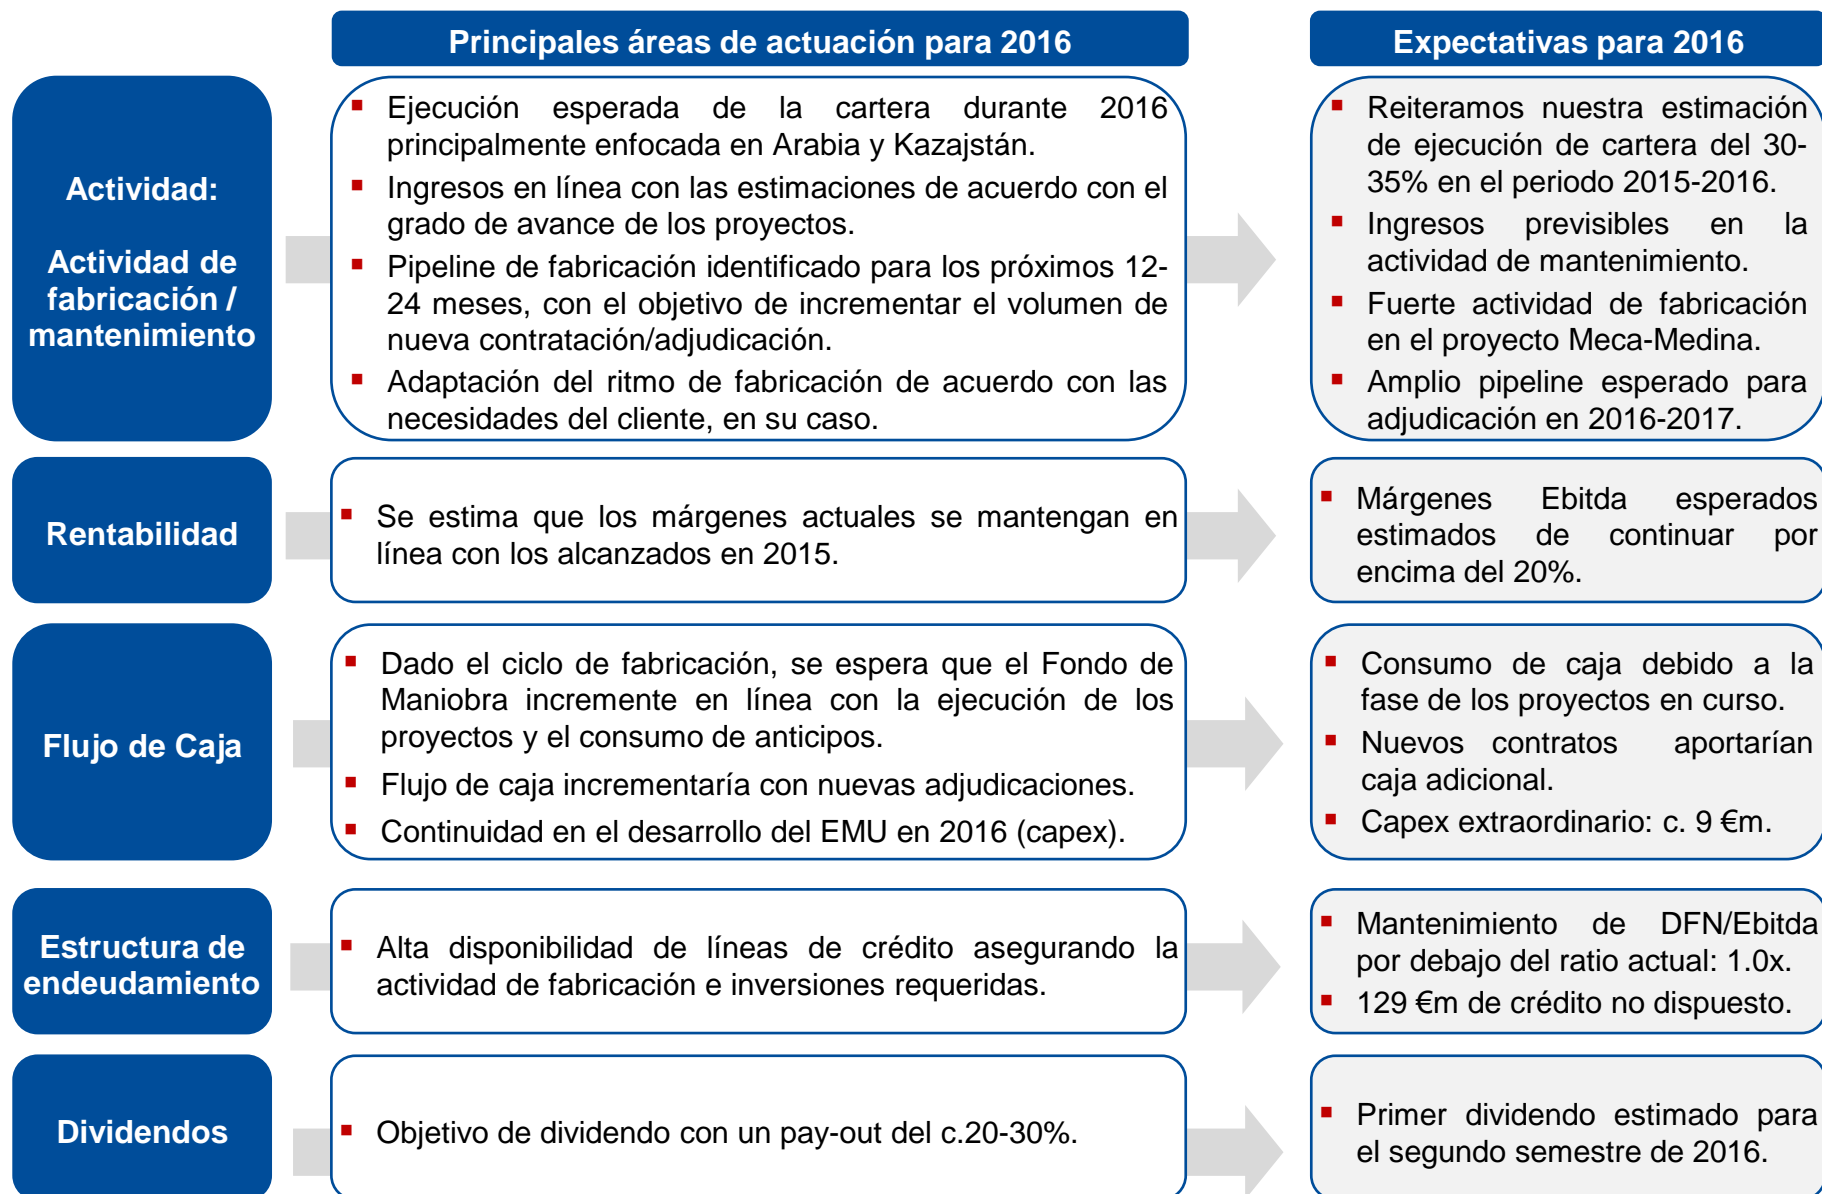 Principales áreas de actuación para 2016
Expectativas para 2016
Actividad:
Actividad de
fabricación /
mantenimiento
▪ Ejecución esperada de la cartera durante 2016
principalmente enfocada en Arabia y Kazajstán.
▪ Ingresos en línea con las estimaciones de acuerdo con el
grado de avance de los proyectos.
▪ Pipeline de fabricación identificado para los próximos 12-
24 meses, con el objetivo de incrementar el volumen de
nueva contratación/adjudicación.
▪ Adaptación del ritmo de fabricación de acuerdo con las
necesidades del cliente, en su caso.
▪ Reiteramos nuestra estimación
de ejecución de cartera del 30-
35% en el periodo 2015-2016.
▪ Ingresos previsibles en la
actividad de mantenimiento.
▪ Fuerte actividad de fabricación
en el proyecto Meca-Medina.
▪ Amplio pipeline esperado para
adjudicación en 2016-2017.
Rentabilidad
▪ Se estima que los márgenes actuales se mantengan en
línea con los alcanzados en 2015.
▪ Márgenes Ebitda esperados
estimados de continuar por
encima del 20%.
Flujo de Caja
▪ Dado el ciclo de fabricación, se espera que el Fondo de
Maniobra incremente en línea con la ejecución de los
proyectos y el consumo de anticipos.
▪ Flujo de caja incrementaría con nuevas adjudicaciones.
▪ Continuidad en el desarrollo del EMU en 2016 (capex).
▪ Consumo de caja debido a la
fase de los proyectos en curso.
▪ Nuevos contratos aportarían
caja adicional.
▪ Capex extraordinario: c. 9 €m.
Estructura de
endeudamiento
▪ Alta disponibilidad de líneas de crédito asegurando la
actividad de fabricación e inversiones requeridas.
▪ Mantenimiento de DFN/Ebitda
por debajo del ratio actual: 1.0x.
▪ 129 €m de crédito no dispuesto.
Dividendos
▪ Objetivo de dividendo con un pay-out del c.20-30%.
▪ Primer dividendo estimado para
el segundo semestre de 2016.